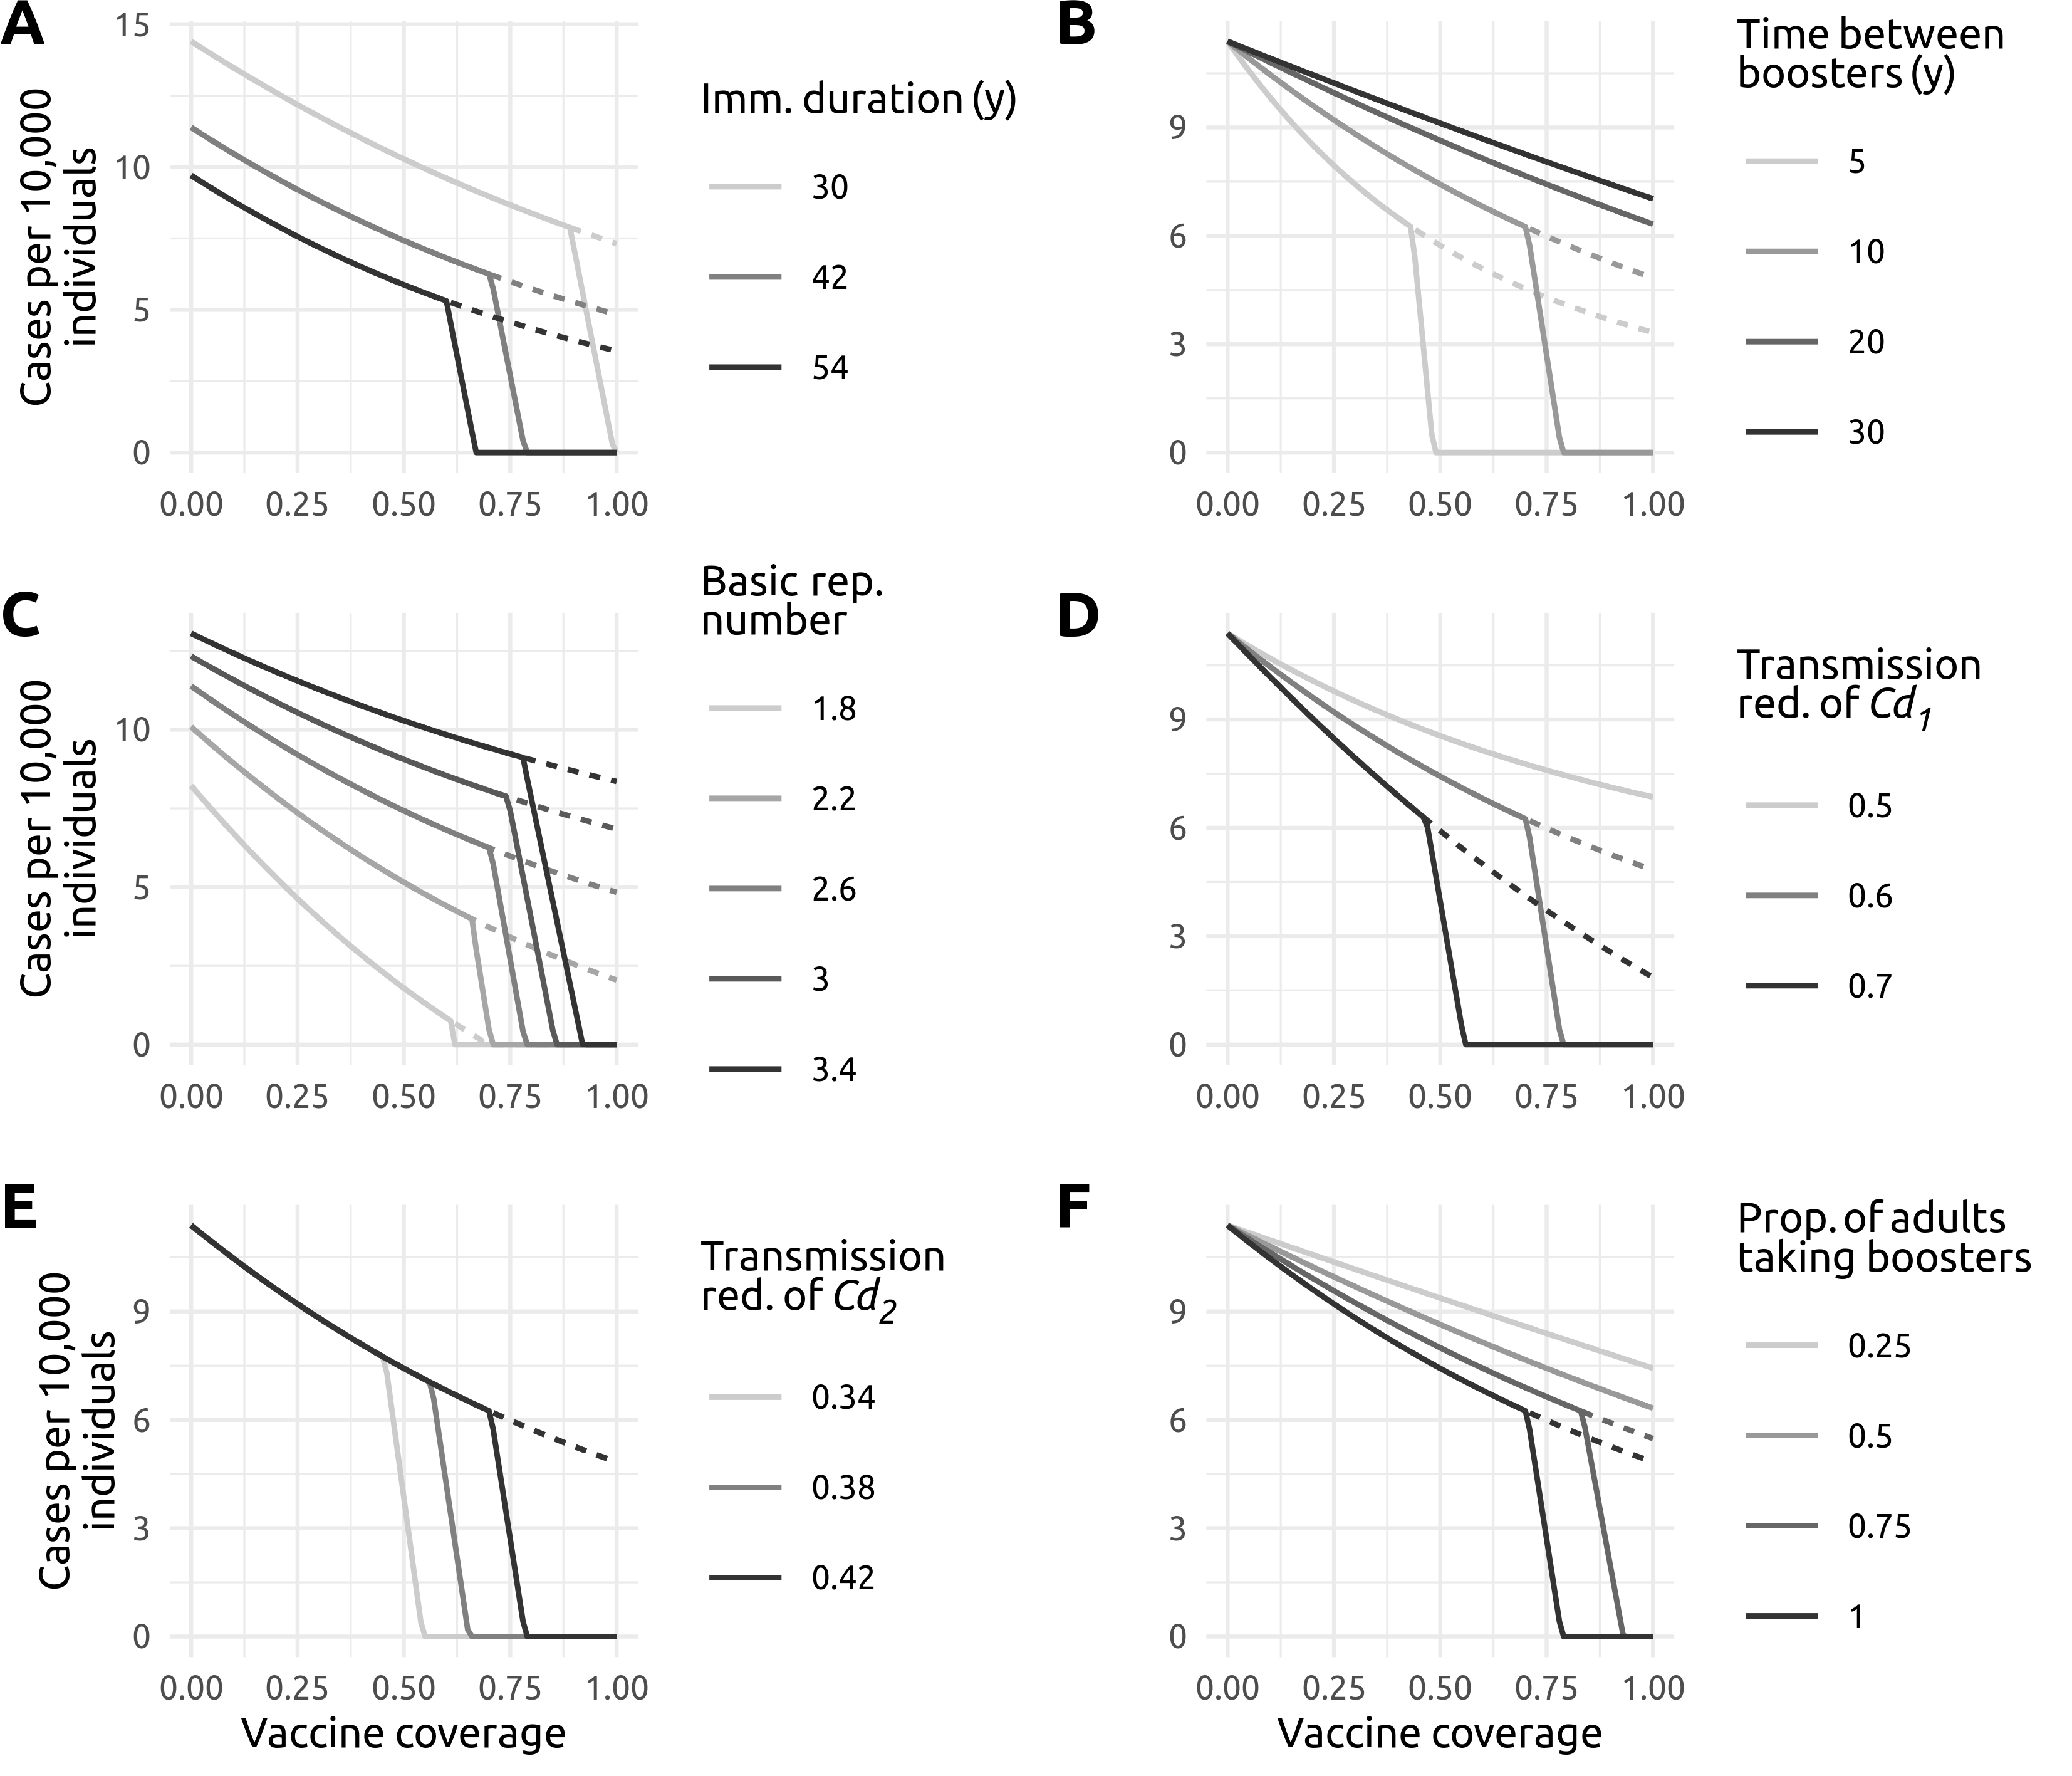 A
Cases per 10,000
individuals
15
10
5
0
0.00 0.25 0.50 0.75 1.00
Imm. duration (y)
30
42
54
B
9
6
3
0
0.00 0.25 0.50 0.75 1.00
Time between
boosters (y)
5
10
20
30
C
Cases per 10,000
individuals
10
5
0
0.00 0.25 0.50 0.75 1.00
Basic rep.
number
1.8
2.2
2.6
3
3.4
D
9
6
3
0
0.00 0.25 0.50 0.75 1.00
Transmission
red. of Cd1
0.5
0.6
0.7
E
Cases per 10,000
individuals
9
6
3
0
0.00 0.25 0.50 0.75 1.00
Vaccine coverage
Transmission
red. of Cd2
0.34
0.38
0.42
F
9
6
3
0
0.00 0.25 0.50 0.75 1.00
Vaccine coverage
Prop. of adults
taking boosters
0.25
0.5
0.75
1